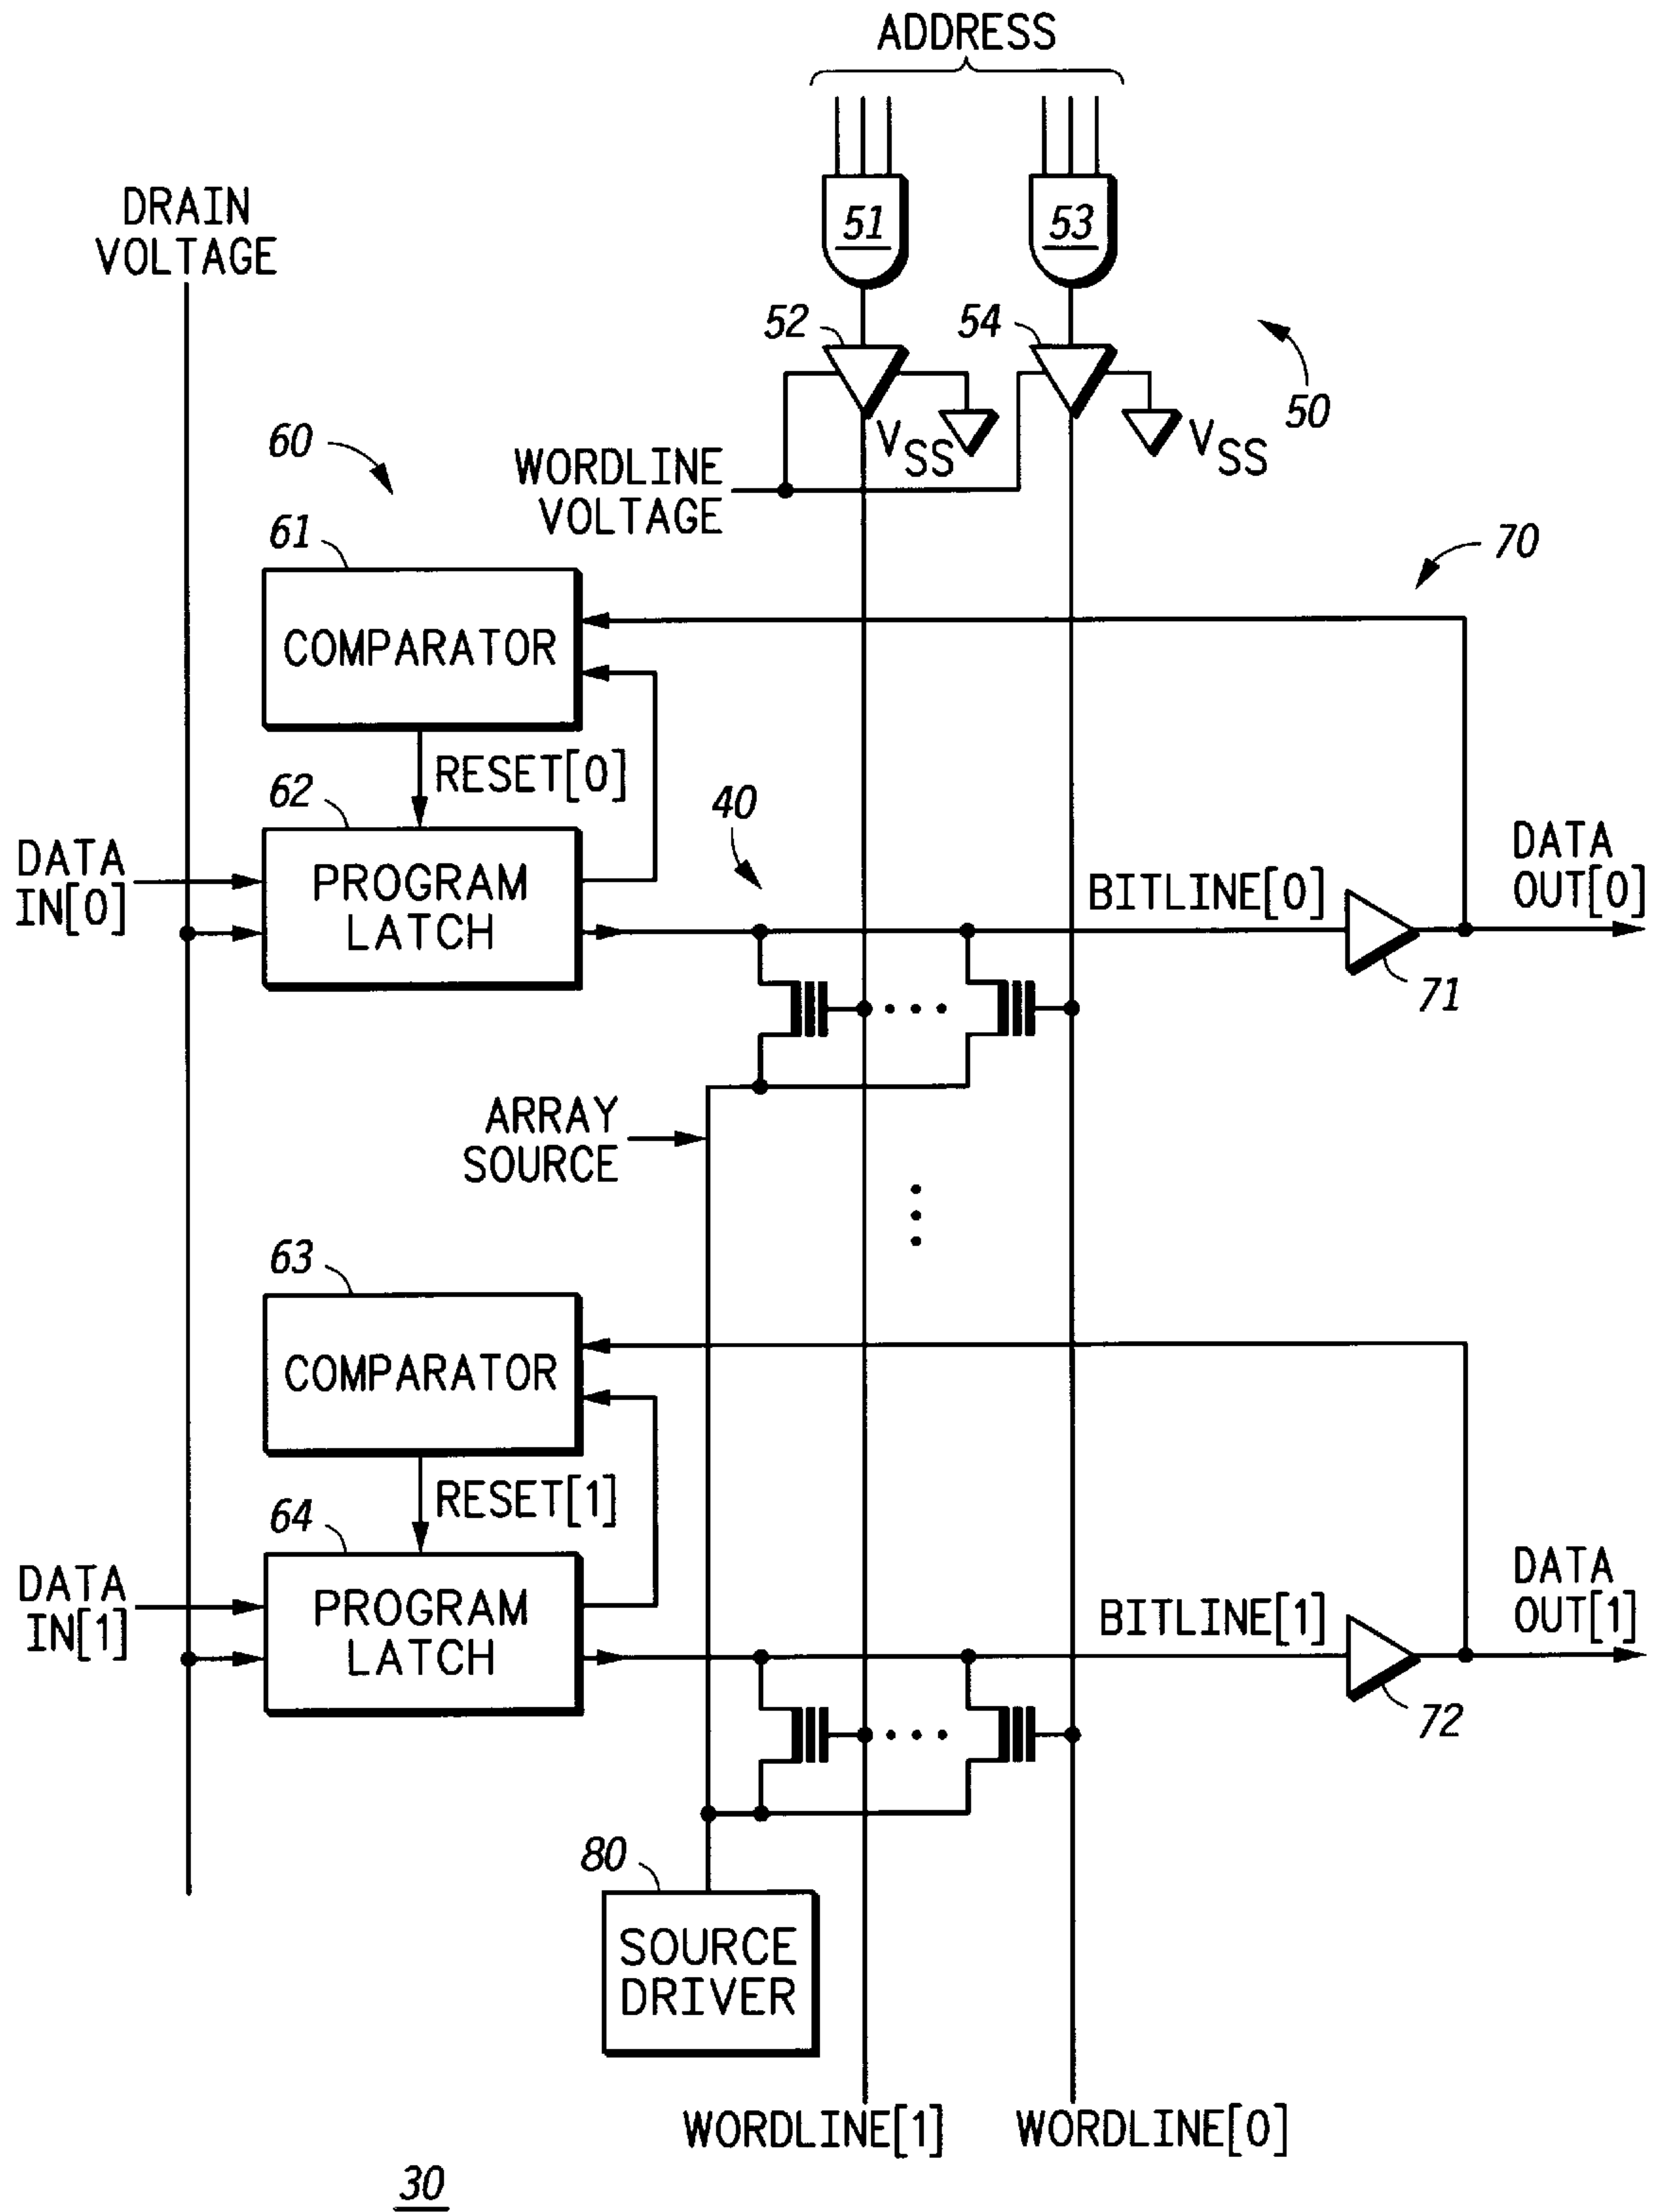 ADDRESS
DRAIN
VOLTAGE
51
53
52
54
50
VSS
VSS
60
WORDLINE
VOLTAGE
61
70
COMPARATOR
RESET[0]
62
40
DATA
IN[0]
PROGRAM
LATCH
BITLINE[0]
DATA
OUT[0]
71
ARRAY
SOURCE
63
COMPARATOR
RESET[1]
64
DATA
IN[1]
PROGRAM
LATCH
BITLINE[1]
DATA
OUT[1]
72
80
SOURCE
DRIVER
WORDLINE[1]
WORDLINE[0]
30